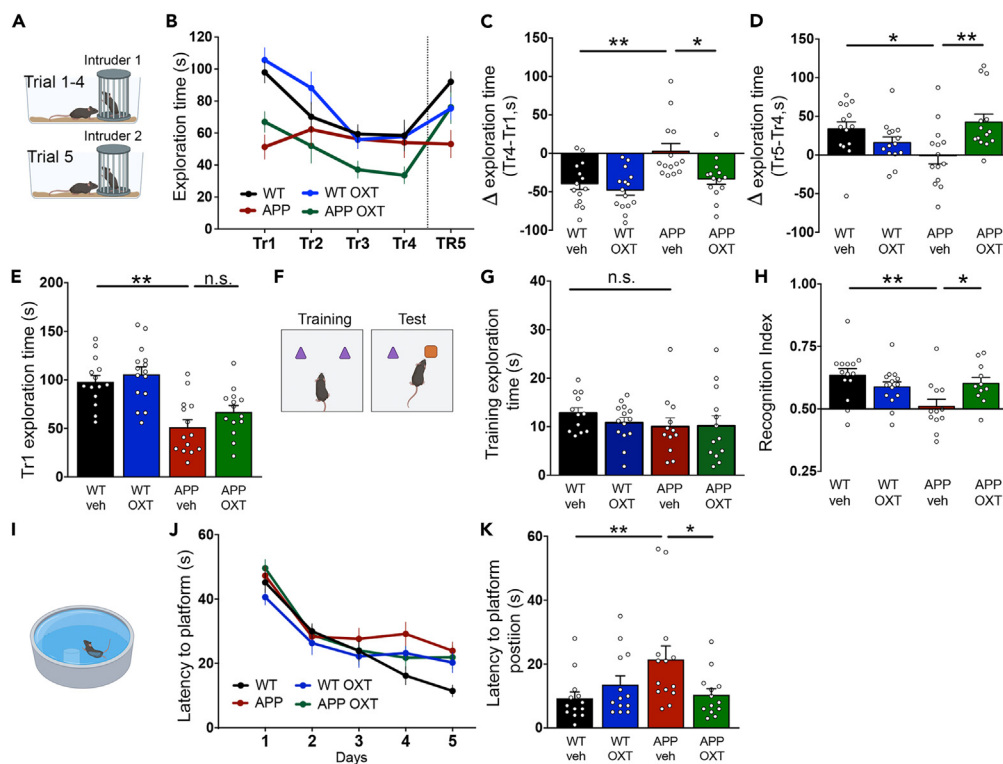 A
Intruder 1
Trial 1-4
Intruder 2
Trial 5
B
Exploration time (s)
120
100
80
60
40
20
0
WT
WT OXT
APP
APP OXT
Tr1 Tr2 Tr3 Tr4 TR5
C
Δ exploration time
(Tr4-Tr1,s)
150
100
50
0
-50
-100
** *
WT veh
WT OXT
APP veh
APP OXT
D
Δ exploration time
(Tr5-Tr4,s)
150
100
50
0
-50
-100
* **
WT veh
WT OXT
APP veh
APP OXT
E
Tr1 exploration time (s)
200
150
100
50
0
** n.s.
WT veh
WT OXT
APP veh
APP OXT
F
Training Test
G
Training exploration
time (s)
40
30
20
10
0
n.s.
WT veh
WT OXT
APP veh
APP OXT
H
Recognition Index
1.00
0.75
0.50
0.25
** *
WT veh
WT OXT
APP veh
APP OXT
I
J
Latency to platform (s)
60
40
20
0
WT
WT OXT
APP
APP OXT
1 2 3 4 5
Days
K
Latency to platform
postiion (s)
60
40
20
0
** *
WT veh
WT OXT
APP veh
APP OXT